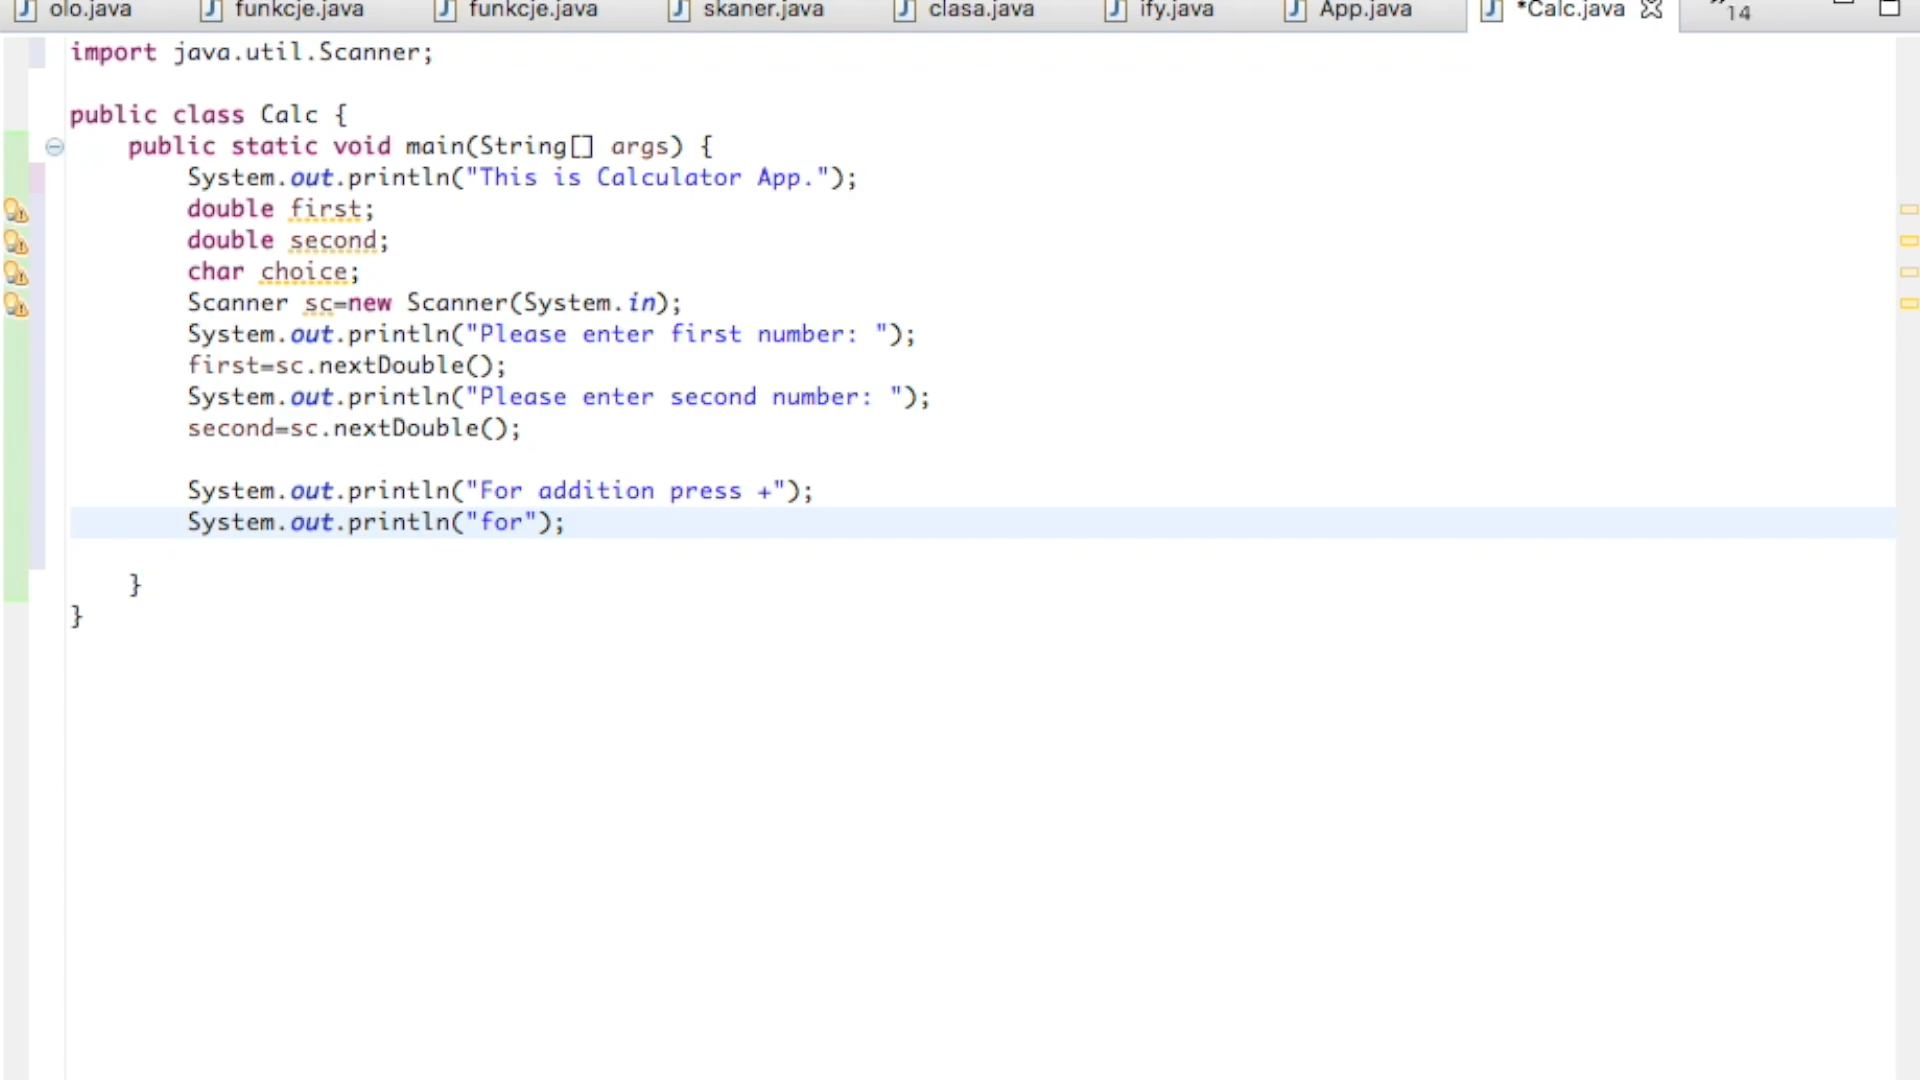 olo.java funkcje.java funkcje.java skaner.java clasa.java ify.java App.java *Calc.java 14
import java.util.Scanner;
public class Calc {
public static void main(String[] args) {
System.out.println("This is Calculator App.");
double first;
double second;
char choice;
Scanner sc=new Scanner(System.in);
System.out.println("Please enter first number: ");
first=sc.nextDouble();
System.out.println("Please enter second number: ");
second=sc.nextDouble();
System.out.println("For addition press +");
System.out.println("for");
}
}